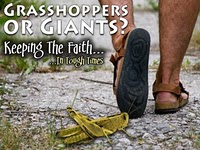 GRASSHOPPERS
OR GIANTS?
KEEPING THE FAITH...
...IN TOUGH TIMES